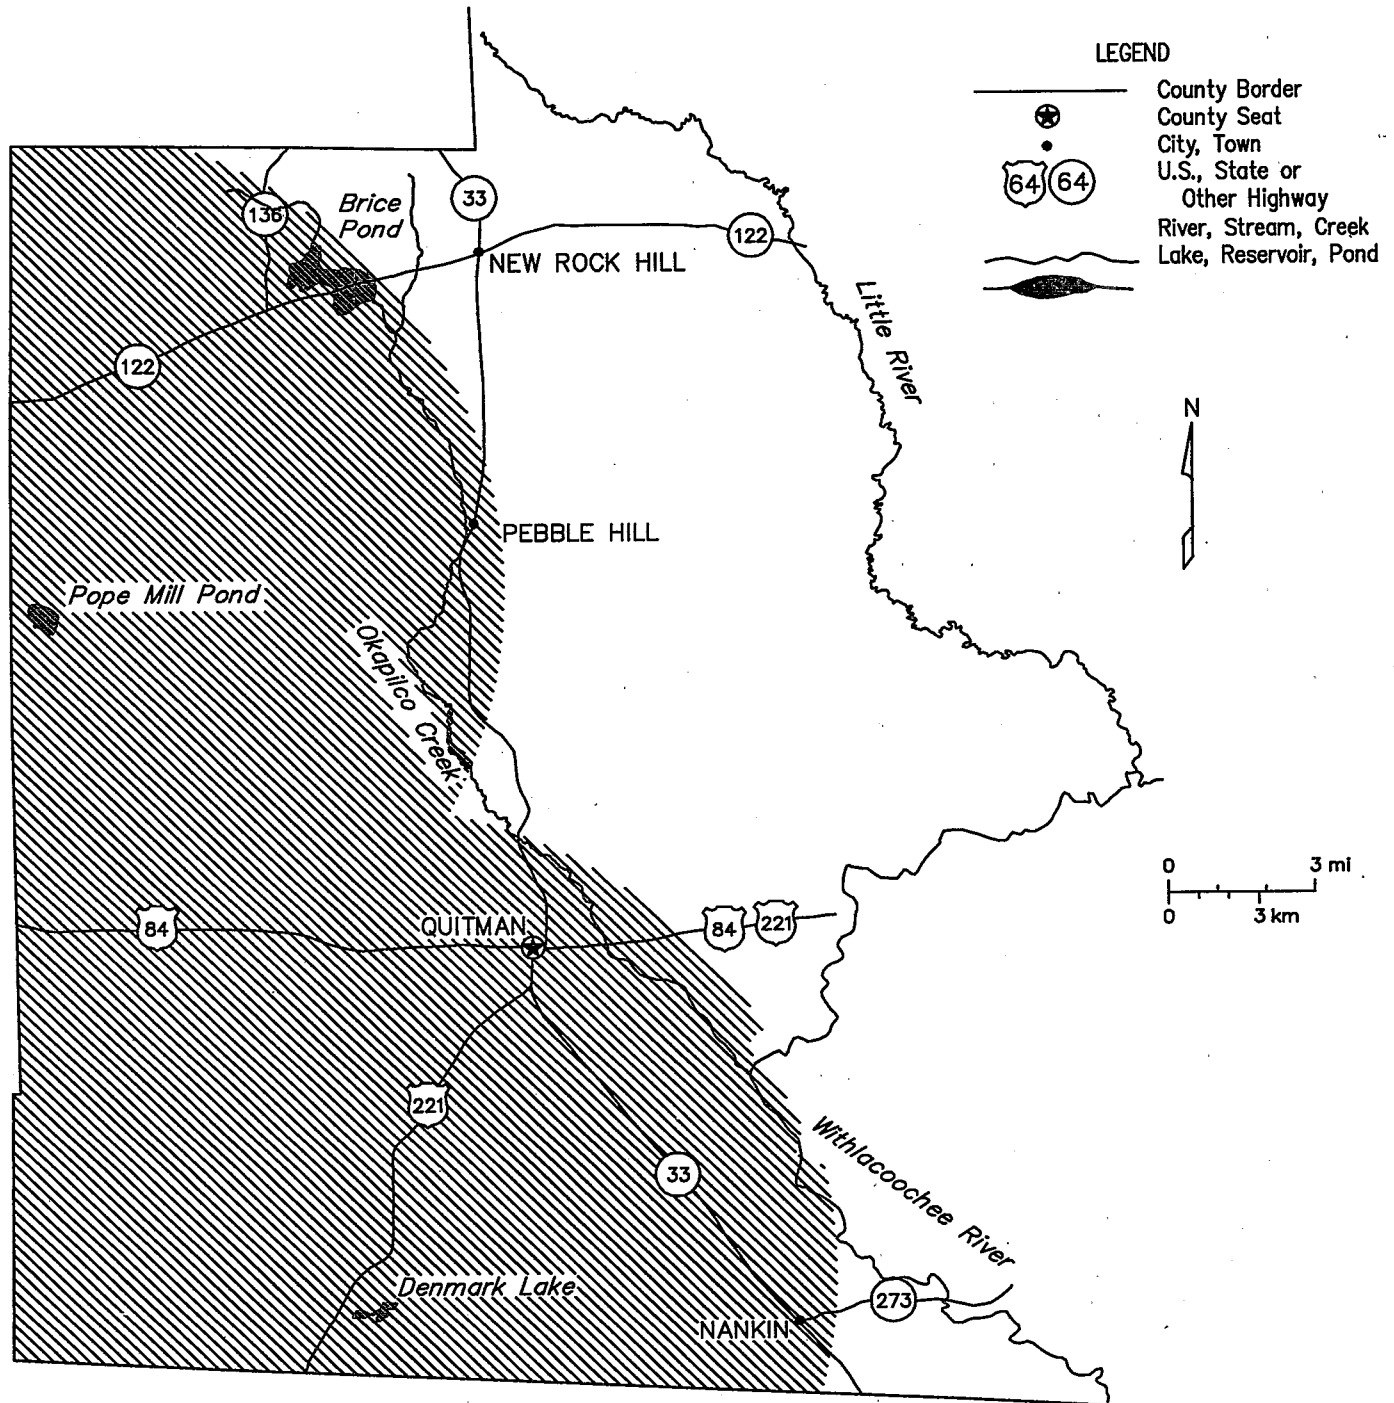 LEGEND
County Border
County Seat
City, Town
64 64
U.S., State or
Other Highway
River, Stream, Creek
Lake, Reservoir, Pond
136
Brice
Pond
33
122
NEW ROCK HILL
Little River
122
N
PEBBLE HILL
Pope Mill Pond
Okapilco Creek
0 3 mi
0 3 km
84
QUITMAN
84
221
221
Withlacoochee River
33
Denmark Lake
273
NANKIN